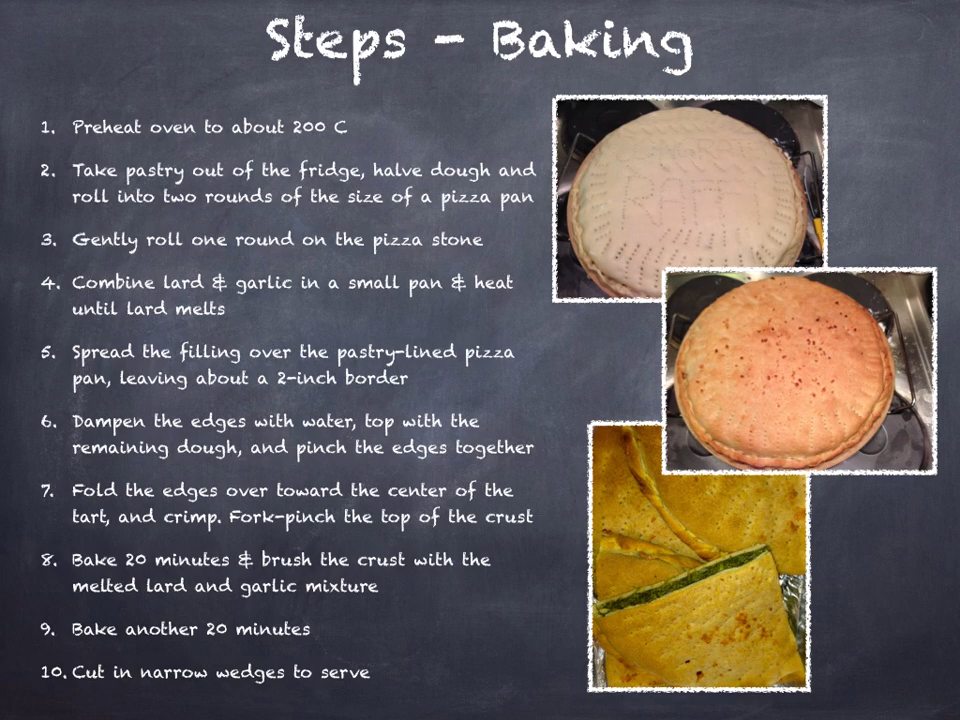 Steps - Baking
1. Preheat oven to about 200 C
2. Take pastry out of the fridge, halve dough and
roll into two rounds of the size of a pizza pan
3. Gently roll one round on the pizza stone
4. Combine lard & garlic in a small pan & heat
until lard melts
5. Spread the filling over the pastry-lined pizza
pan, leaving about a 2-inch border
6. Dampen the edges with water, top with the
remaining dough, and pinch the edges together
7. Fold the edges over toward the center of the
tart, and crimp. Fork-pinch the top of the crust
8. Bake 20 minutes & brush the crust with the
melted lard and garlic mixture
9. Bake another 20 minutes
10. Cut in narrow wedges to serve